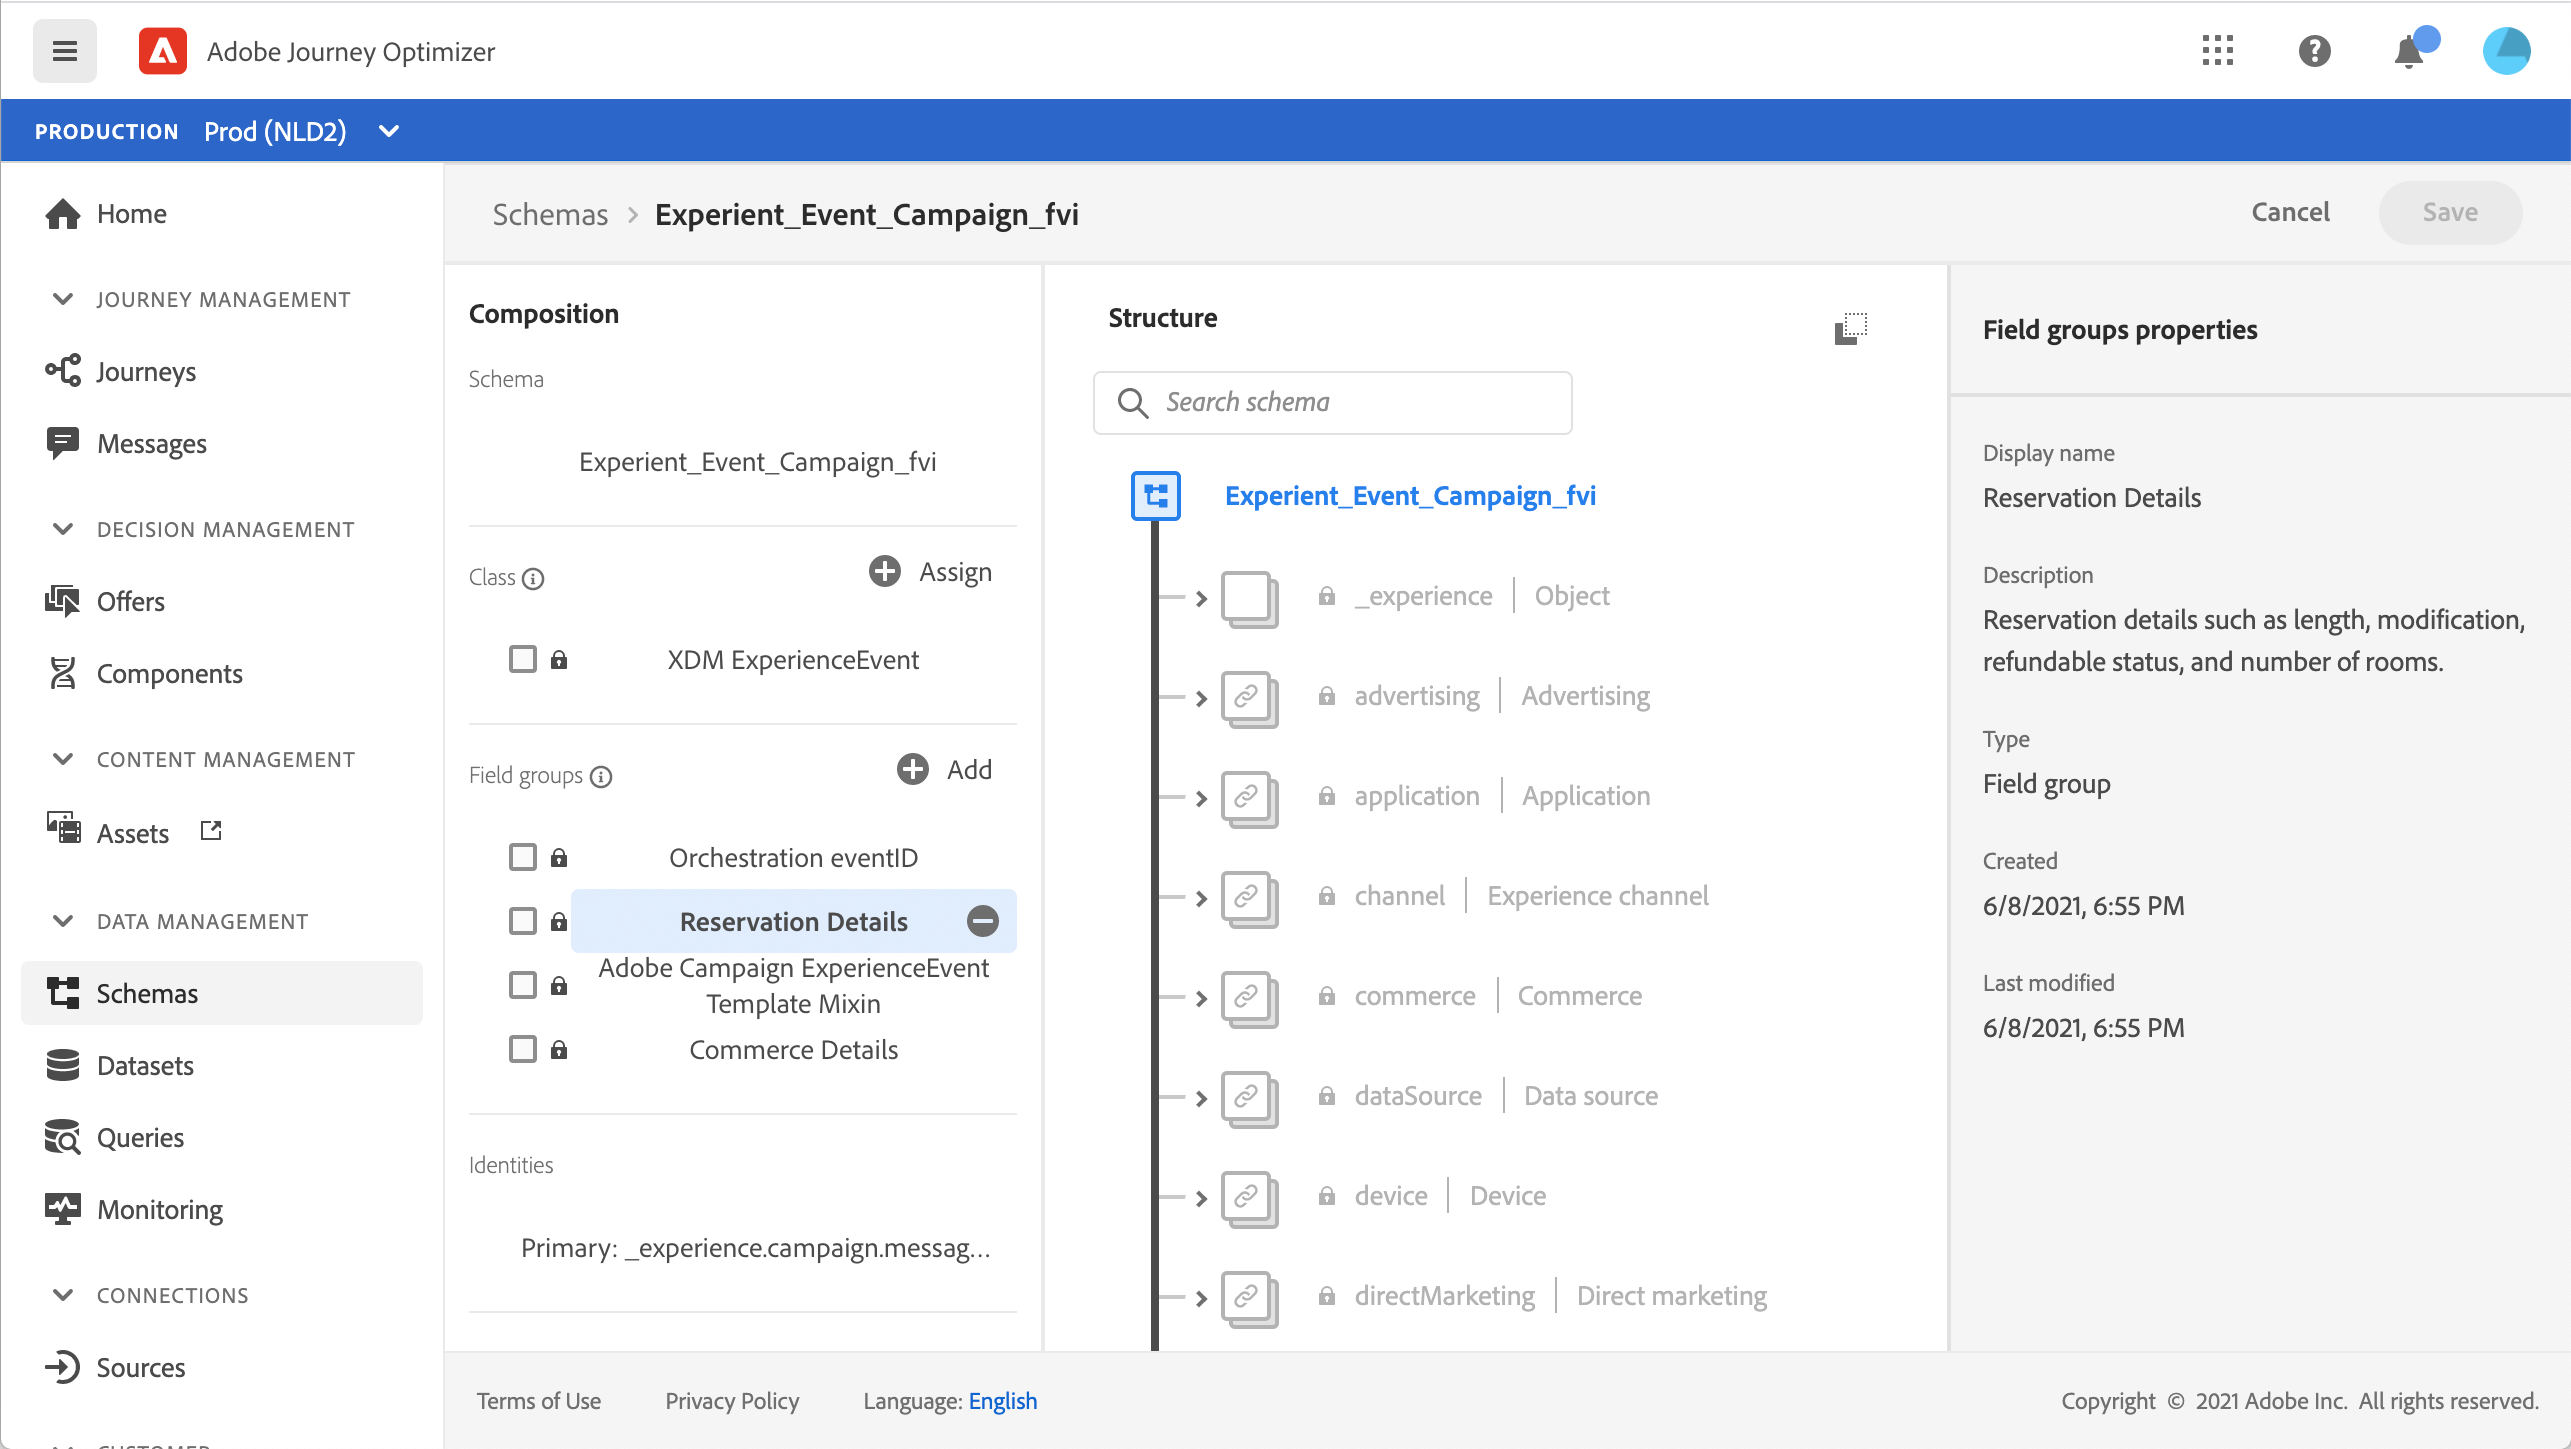 Adobe Journey Optimizer
PRODUCTION Prod (NLD2)
Home
JOURNEY MANAGEMENT
Journeys
Messages
DECISION MANAGEMENT
Offers
Components
CONTENT MANAGEMENT
Assets
DATA MANAGEMENT
Schemas
Datasets
Queries
Monitoring
CONNECTIONS
Sources
CUSTOMER
Schemas > Experient_Event_Campaign_fvi
Cancel
Save
Composition
Schema
Experient_Event_Campaign_fvi
Class
Assign
XDM ExperienceEvent
Field groups
Add
Orchestration eventID
Reservation Details
Adobe Campaign ExperienceEvent
Template Mixin
Commerce Details
Identities
Primary: _experience.campaign.messag...
Structure
Search schema
Experient_Event_Campaign_fvi
_experience | Object
advertising | Advertising
application | Application
channel | Experience channel
commerce | Commerce
dataSource | Data source
device | Device
directMarketing | Direct marketing
Field groups properties
Display name
Reservation Details
Description
Reservation details such as length, modification,
refundable status, and number of rooms.
Type
Field group
Created
6/8/2021, 6:55 PM
Last modified
6/8/2021, 6:55 PM
Terms of Use
Privacy Policy
Language: English
Copyright © 2021 Adobe Inc. All rights reserved.